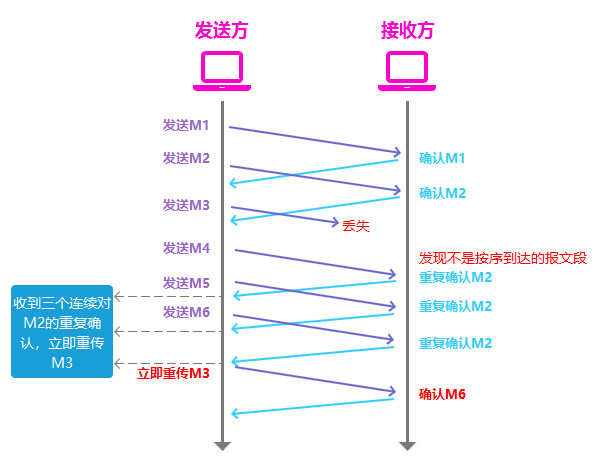 发送方
接收方
发送M1
发送M2
确认M1
确认M2
发送M3
丢失
发送M4
发现不是按序到达的报文段
重复确认M2
发送M5
收到三个连续对
M2的重复确
认，立即重传
M3
重复确认M2
发送M6
重复确认M2
立即重传M3
确认M6